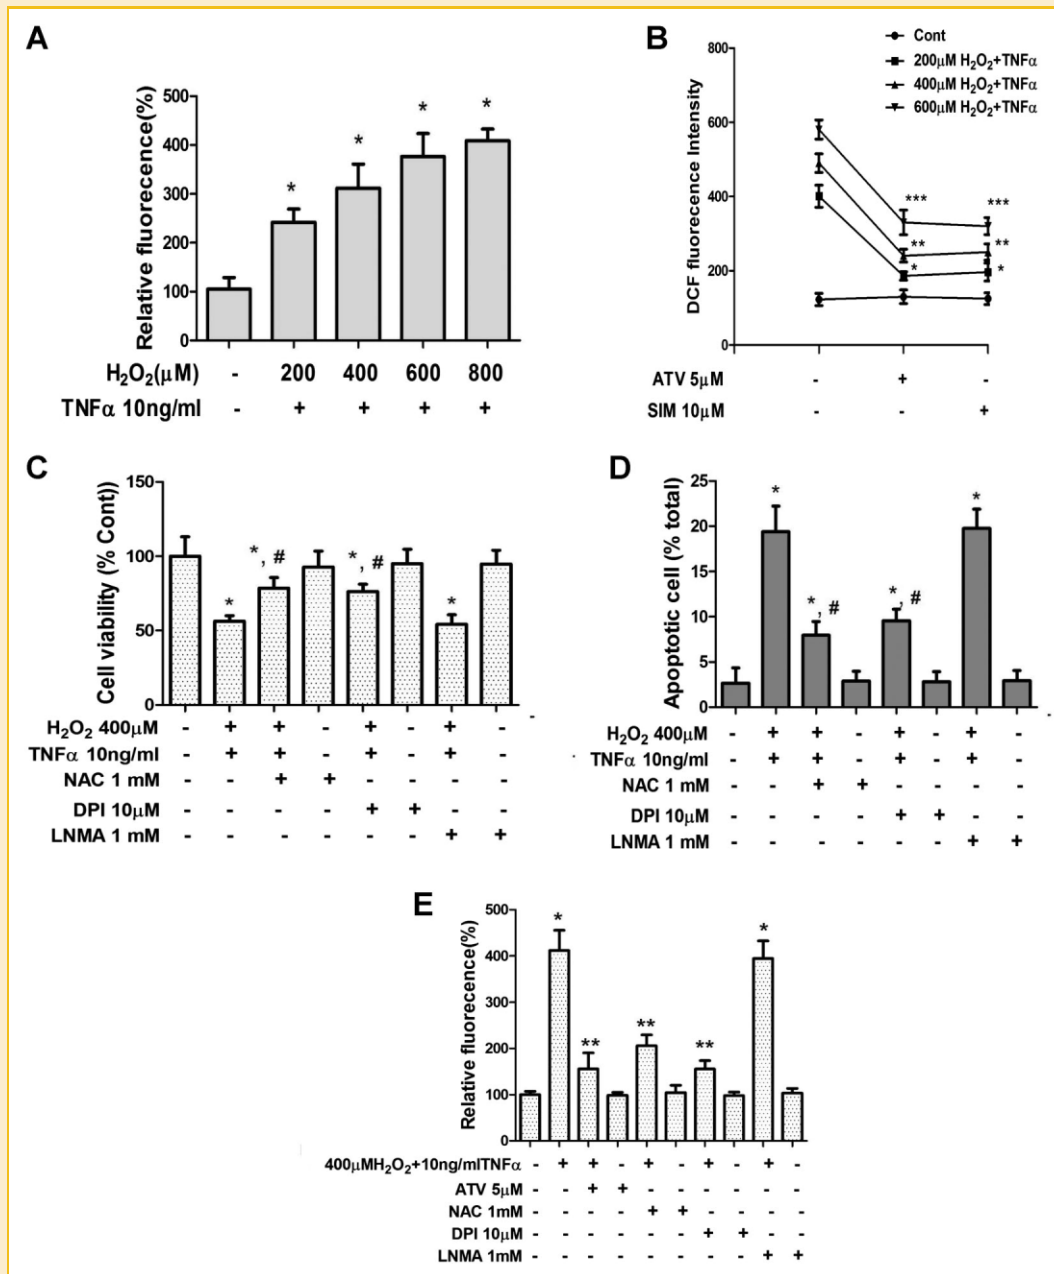 A
Relative fluorecence(%)
500
400
300
200
100
0
* * * *
H₂O₂(μM) - 200 400 600 800
TNFα 10ng/ml - + + + +
B
DCF fluorecence Intensity
800
600
400
200
0
Cont
200μM H₂O₂+TNFα
400μM H₂O₂+TNFα
600μM H₂O₂+TNFα
*** ***
** **
* *
ATV 5μM - + -
SIM 10μM - - +
C
Cell viability (% Cont))
150
100
50
0
* *, # *, # *
H₂O₂ 400μM - + + - + - + -
TNFα 10ng/ml - + + - + - + -
NAC 1 mM - - + + - - - -
DPI 10μM - - - - + + - -
LNMA 1 mM - - - - - - + +
D
Apoptotic cell (% total)
25
20
15
10
5
0
* *, # *, # *
H₂O₂ 400μM - + + - + - + -
TNFα 10ng/ml - + + - + - + -
NAC 1 mM - - + + - - - -
DPI 10μM - - - - + + - -
LNMA 1 mM - - - - - - + +
E
Relative fluorecence(%)
500
400
300
200
100
0
* ** ** ** *
400μMH₂O₂+10ng/mlTNFα - + + - + - + - + -
ATV 5μM - - + + - - - - - -
NAC 1mM - - - - + + - - - -
DPI 10μM - - - - - - + + - -
LNMA 1mM - - - - - - - - + +